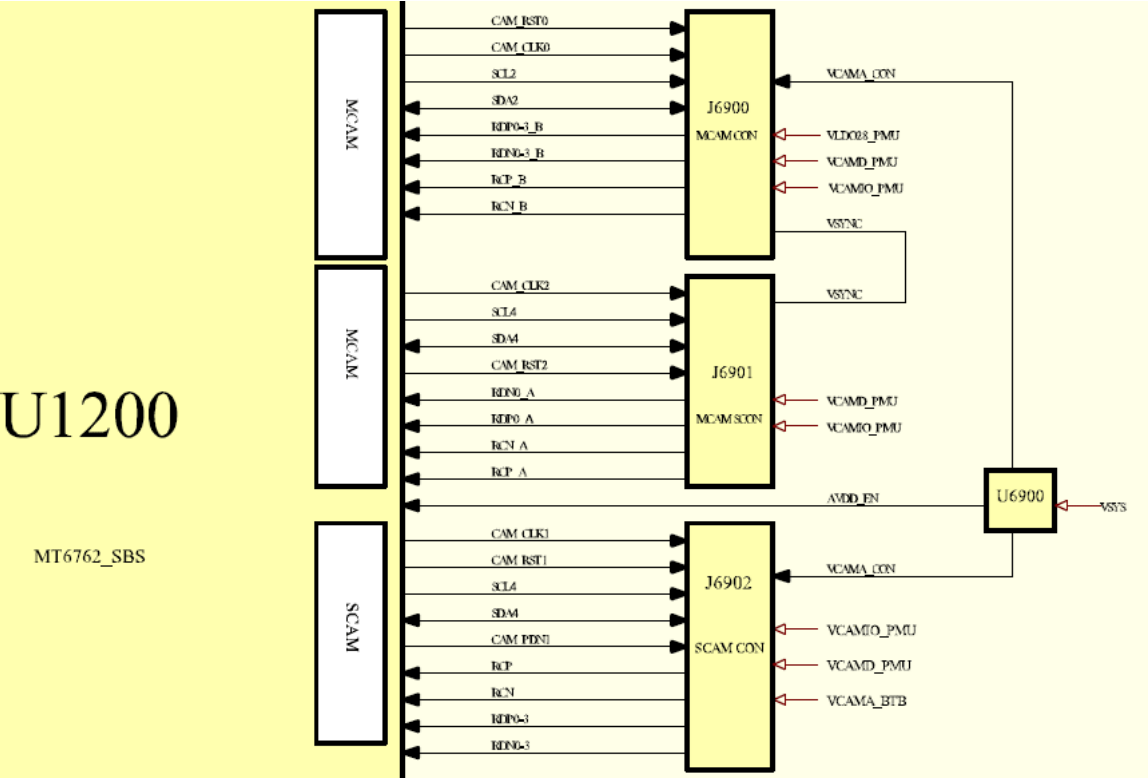 U1200
MT6762_SBS
MCAM
CAM_RST0
CAM_CLK0
SCL2
SDA2
RDP0-3_B
RDN0-3_B
RCP_B
RCN_B
J6900
MCAM CON
VCAMA_CON
VLDO28_PMU
VCAMD_PMU
VCAMIO_PMU
VSYNC
VSYNC
MCAM
CAM_CLK2
SCL4
SDA4
CAM_RST2
RDN0_A
RDP0_A
RCN_A
RCP_A
J6901
MCAM SCON
VCAMD_PMU
VCAMIO_PMU
AVDD_EN
U6900
VSYS
SCAM
CAM_CLK1
CAM_RST1
SCL4
SDA4
CAM_PDN1
RCP
RCN
RDP0-3
RDN0-3
J6902
SCAM CON
VCAMA_CON
VCAMIO_PMU
VCAMD_PMU
VCAMA_BTB